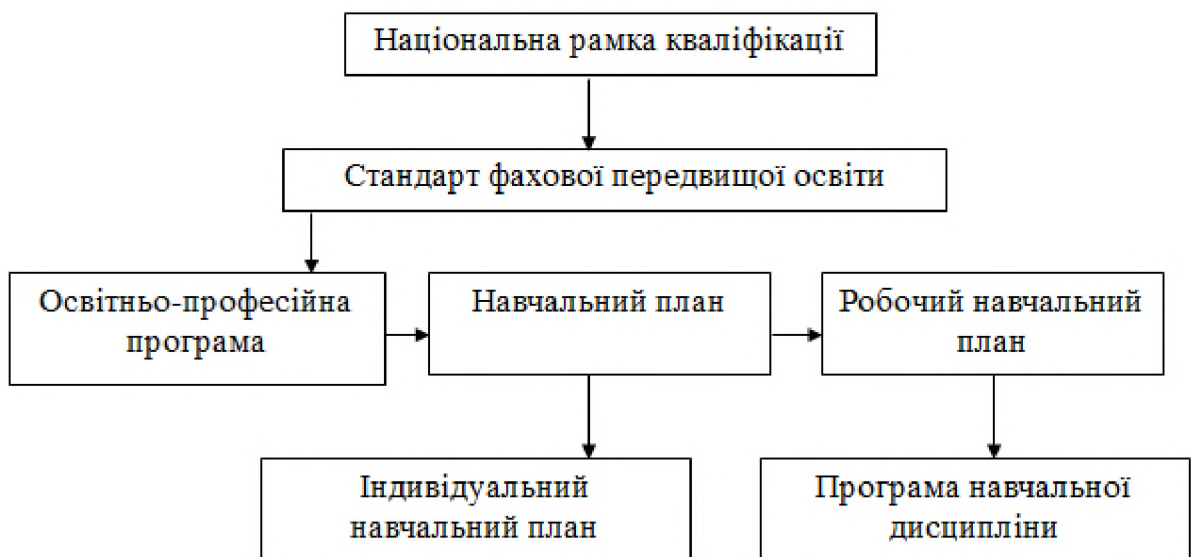 Національна рамка кваліфікації
Стандарт фахової передвищої освіти
Освітньо-професійна
програма
Навчальний план
Робочий навчальний
план
Індивідуальний
навчальний план
Програма навчальної
дисципліни